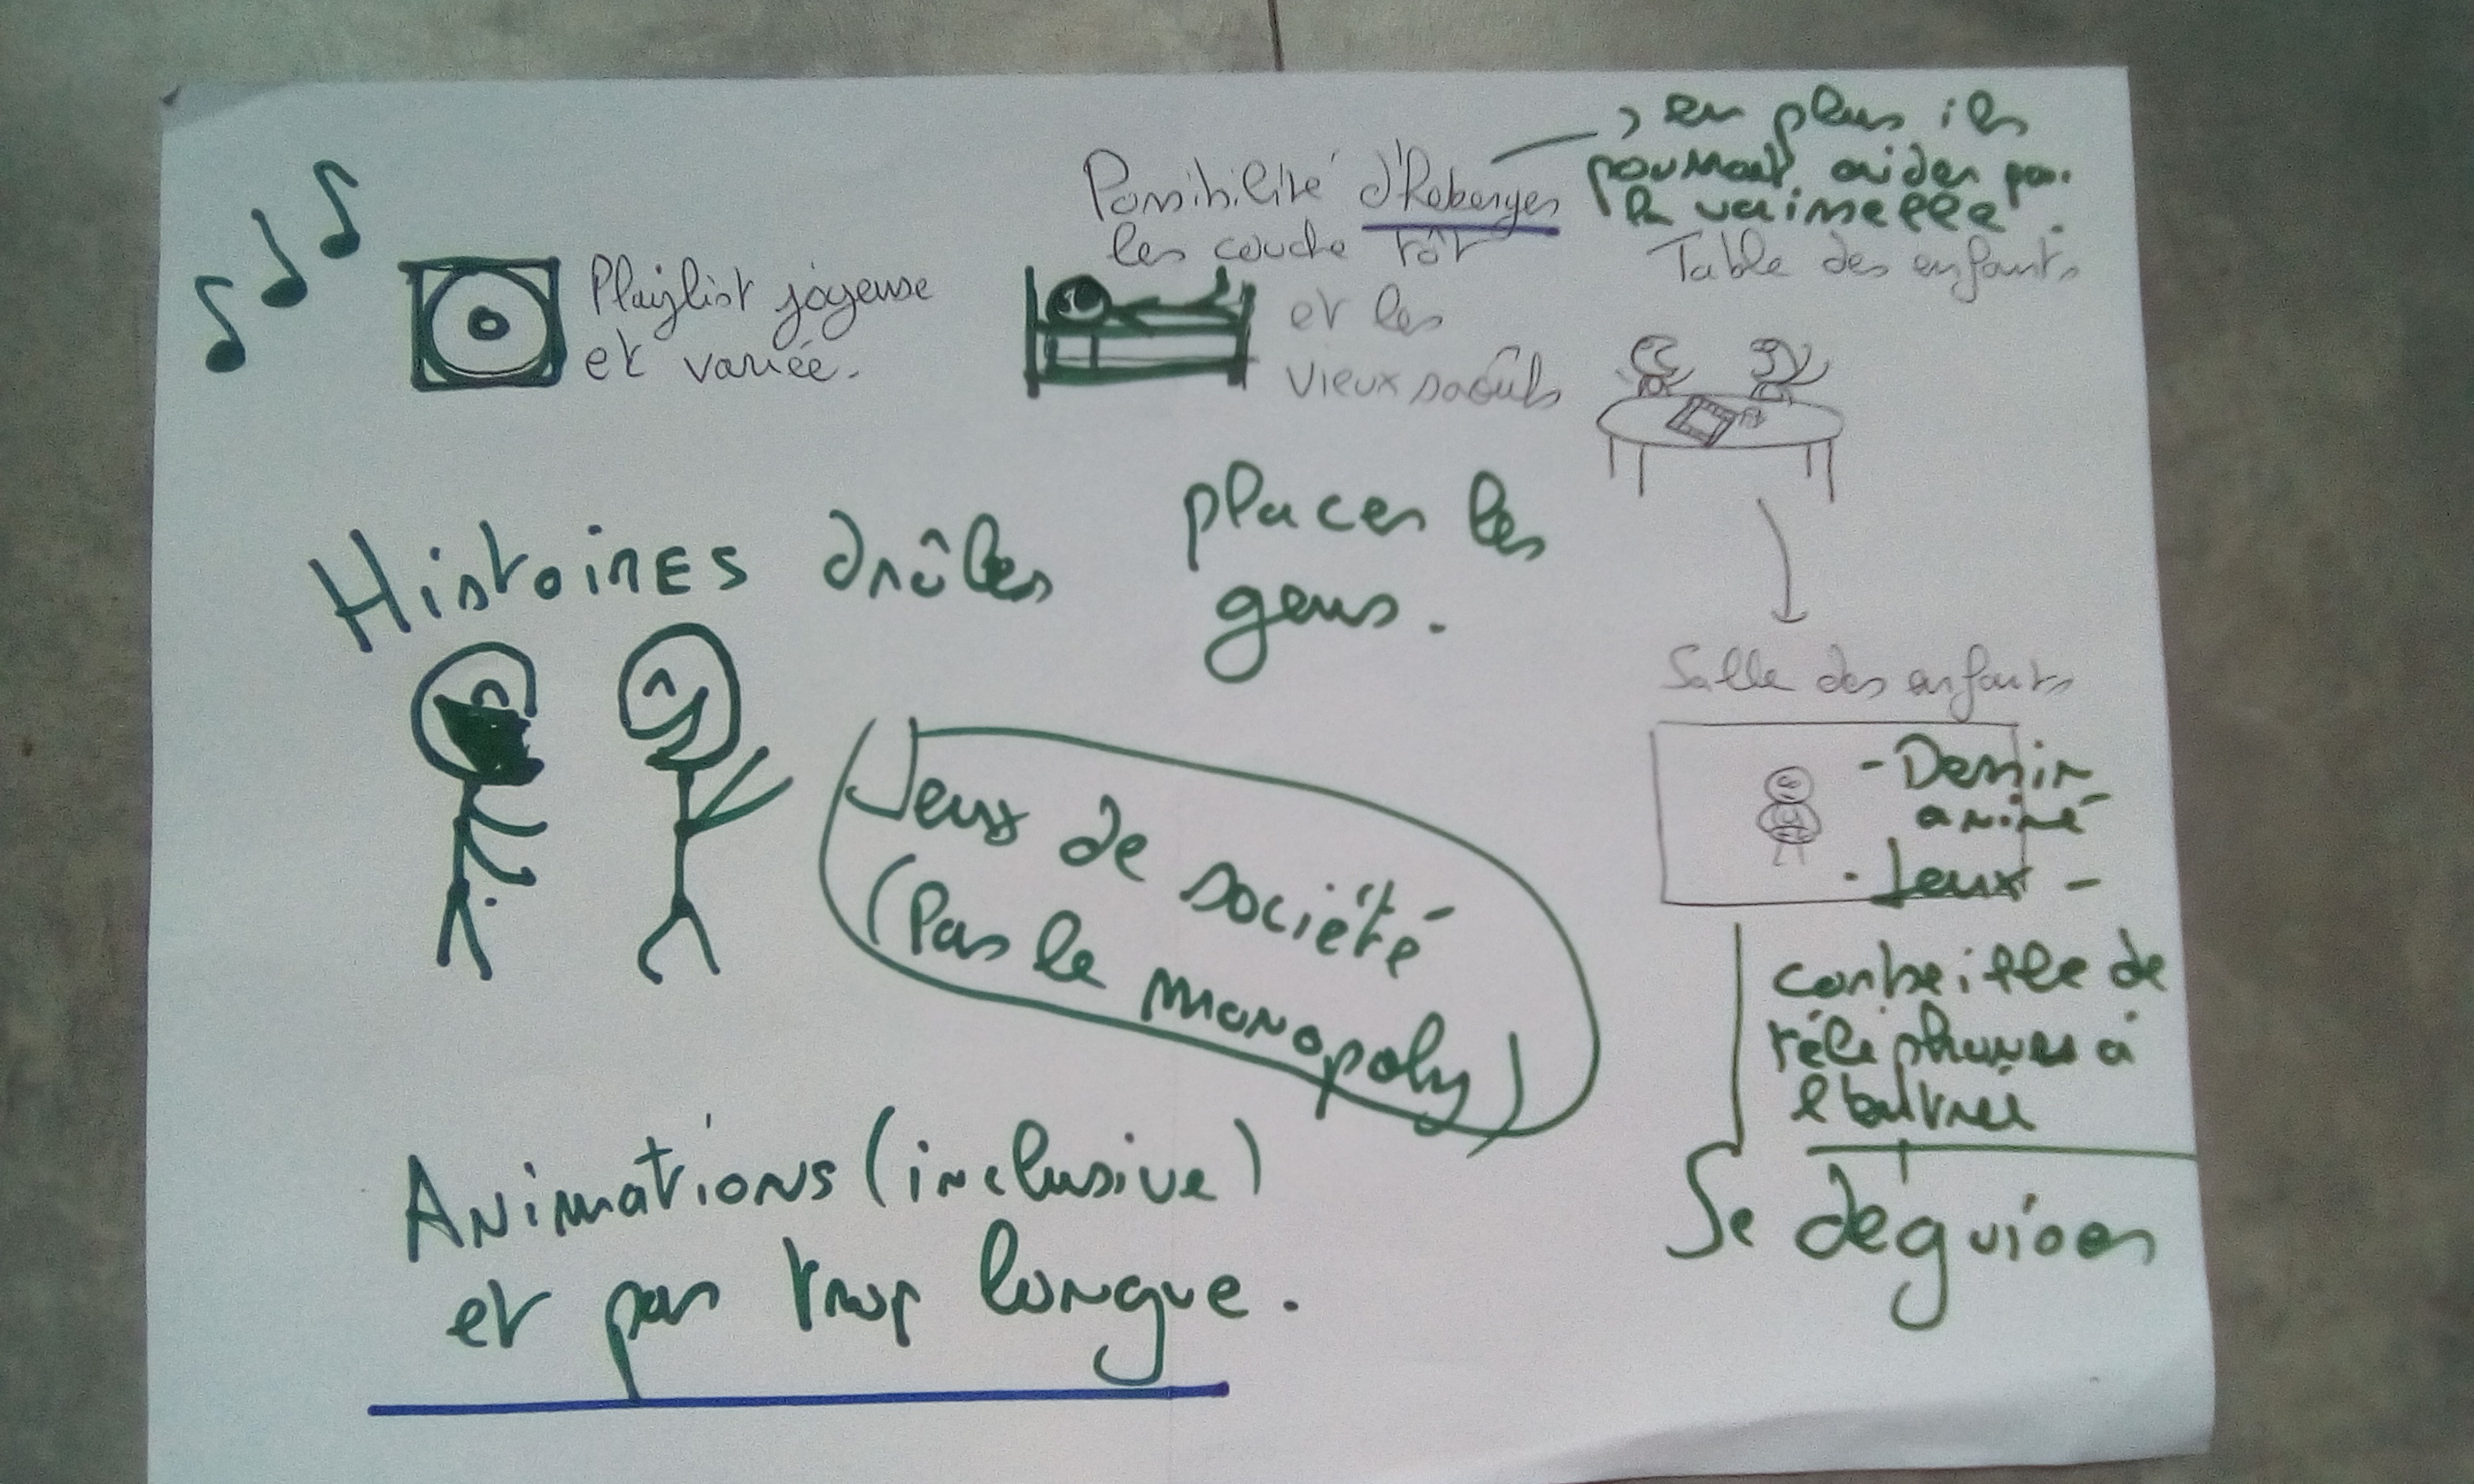 Playlist joyeuse
et variée.
Possibilité d'héberger
les couche tôt
et les
vieux saouls
en plus ils
pourront aider pour
la vaisselle.
Table des enfants
Histoires drôles
placer les
gens.
Salle des enfants
- Dessin
animé
- Jeux -
Jeux de société
(Pas le monopoly)
corbeille de
téléphones à
l'entrée
Se déguiser
Animations (inclusive)
et pas trop longue.